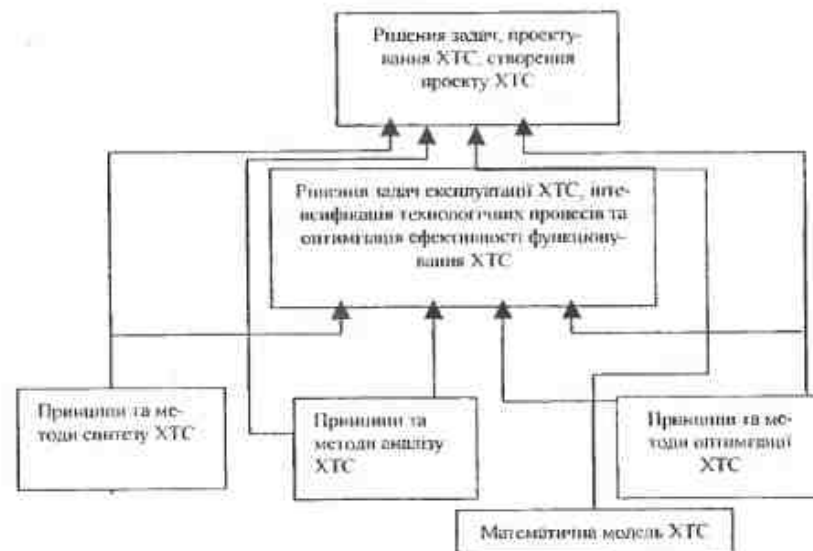 Рішення задач, проекту-
вання ХТС, створення
проекту ХТС
Рішення задач експлуатації ХТС, інте-
нсифікація технологічних процесів та
оптимізація ефективності функціону-
вання ХТС
Принципи та ме-
тоди синтезу ХТС
Принципи та
методи аналізу
ХТС
Принципи та ме-
тоди оптимізації
ХТС
Математична модель ХТС